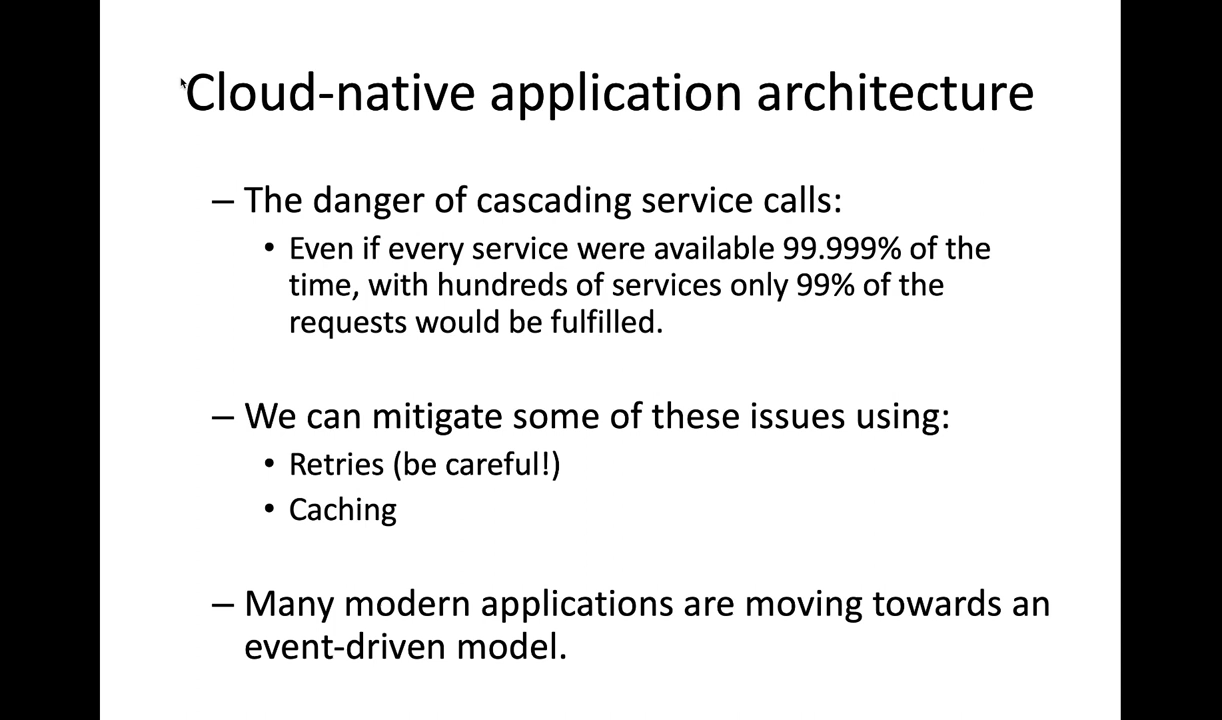 Cloud-native application architecture
– The danger of cascading service calls:
• Even if every service were available 99.999% of the
time, with hundreds of services only 99% of the
requests would be fulfilled.
– We can mitigate some of these issues using:
• Retries (be careful!)
• Caching
– Many modern applications are moving towards an
event-driven model.